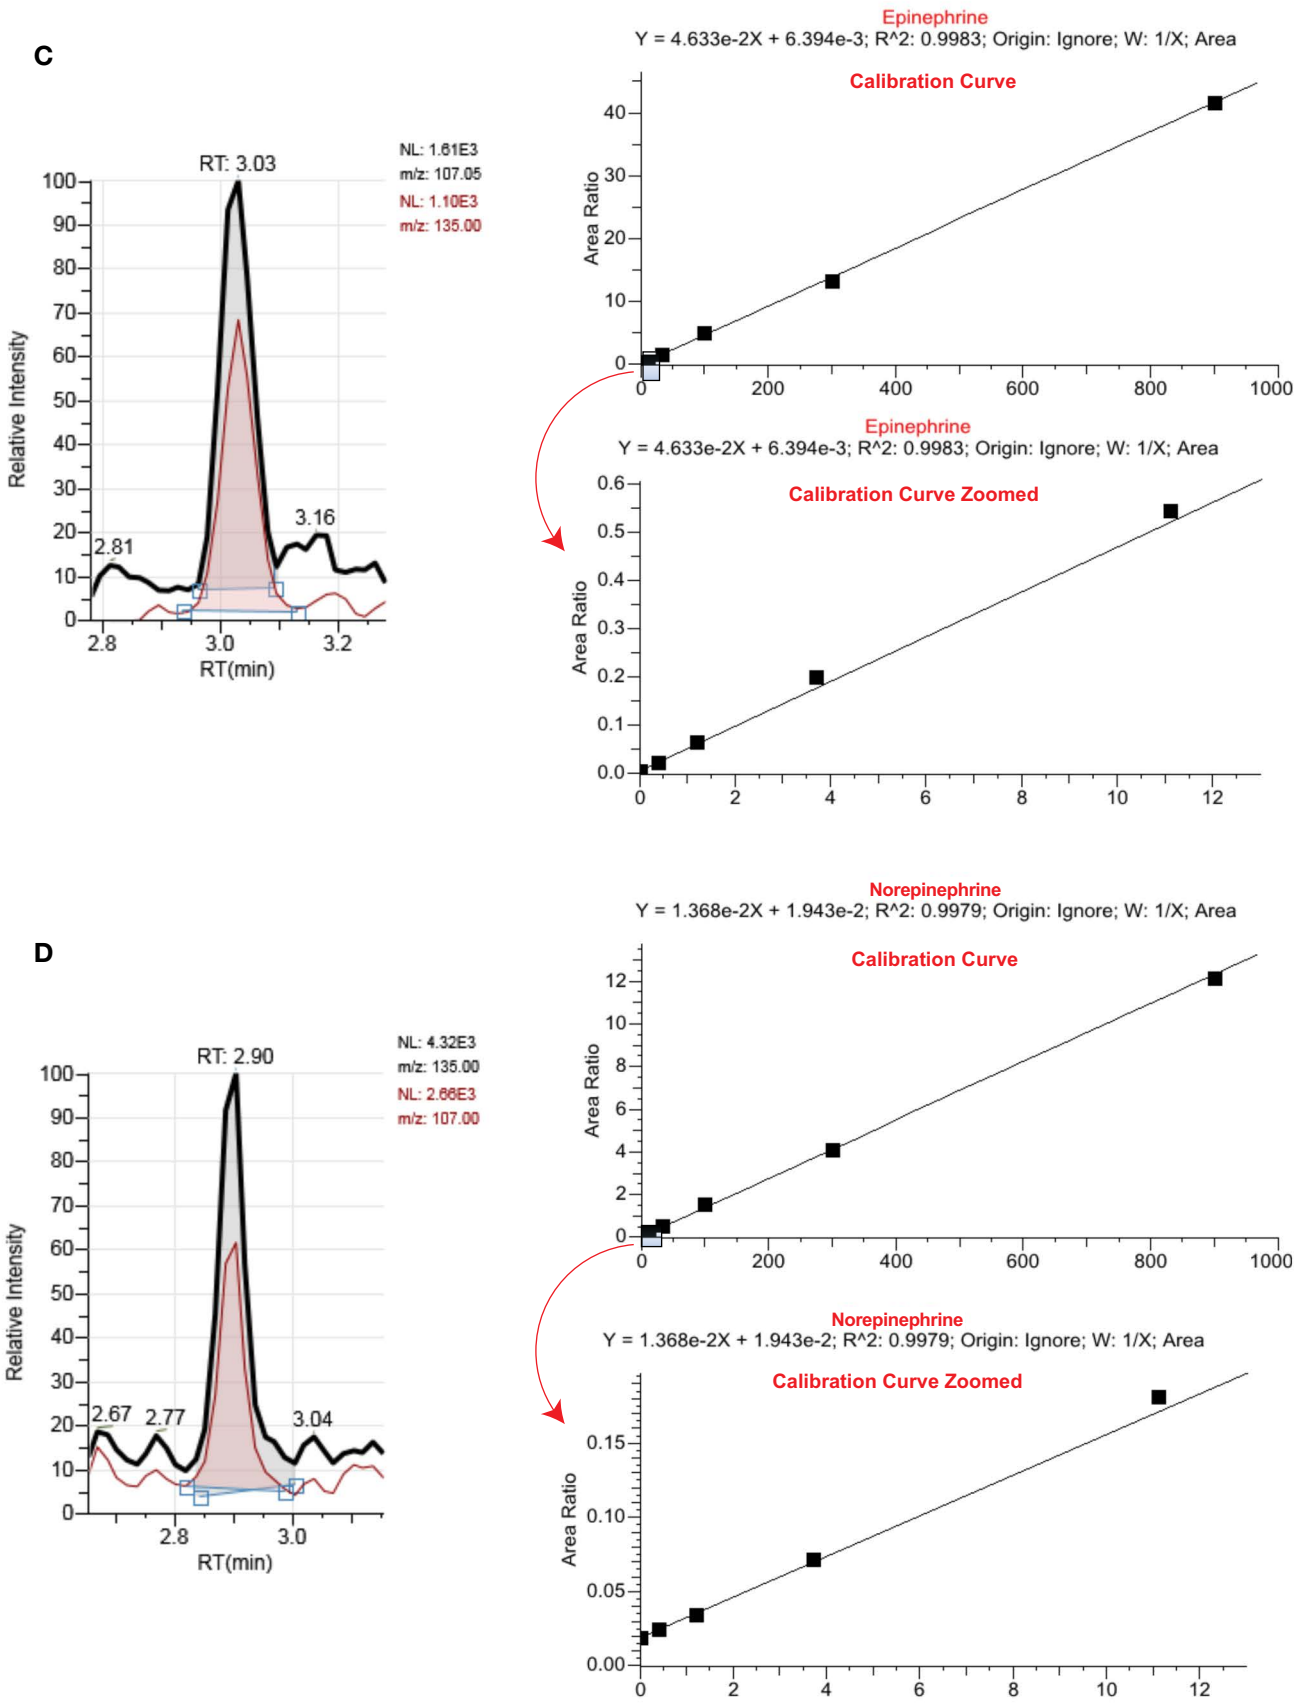 C
RT: 3.03
NL: 1.61E3
m/z: 107.05
NL: 1.10E3
m/z: 135.00
100
90
80
70
60
50
40
30
20
10
0
2.81
3.16
2.8 3.0 3.2
RT(min)
Relative Intensity
Epinephrine
Y = 4.633e-2X + 6.394e-3; R^2: 0.9983; Origin: Ignore; W: 1/X; Area
Calibration Curve
Area Ratio
40
30
20
10
0
0 200 400 600 800 1000
Epinephrine
Y = 4.633e-2X + 6.394e-3; R^2: 0.9983; Origin: Ignore; W: 1/X; Area
Calibration Curve Zoomed
Area Ratio
0.6
0.5
0.4
0.3
0.2
0.1
0.0
0 2 4 6 8 10 12
D
RT: 2.90
NL: 4.32E3
m/z: 135.00
NL: 2.66E3
m/z: 107.00
100
90
80
70
60
50
40
30
20
10
0
2.67 2.77 3.04
2.8 3.0
RT(min)
Relative Intensity
Norepinephrine
Y = 1.368e-2X + 1.943e-2; R^2: 0.9979; Origin: Ignore; W: 1/X; Area
Calibration Curve
Area Ratio
12
10
8
6
4
2
0
0 200 400 600 800 1000
Norepinephrine
Y = 1.368e-2X + 1.943e-2; R^2: 0.9979; Origin: Ignore; W: 1/X; Area
Calibration Curve Zoomed
Area Ratio
0.15
0.10
0.05
0.00
0 2 4 6 8 10 12